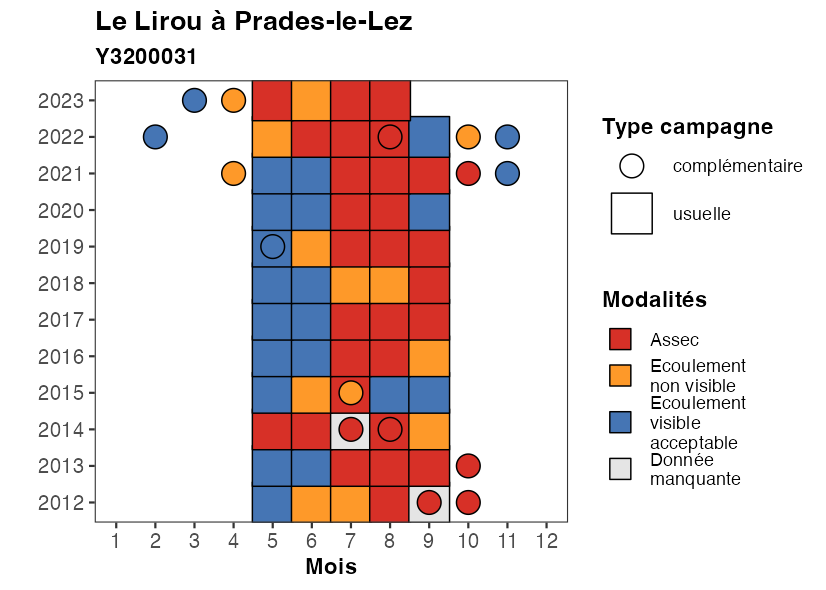 Le Lirou à Prades-le-Lez
Y3200031
2023
2022
2021
2020
2019
2018
2017
2016
2015
2014
2013
2012
1 2 3 4 5 6 7 8 9 10 11 12
Mois
Type campagne
complémentaire
usuelle
Modalités
Assec
Ecoulement
non visible
Ecoulement
visible
acceptable
Donnée
manquante